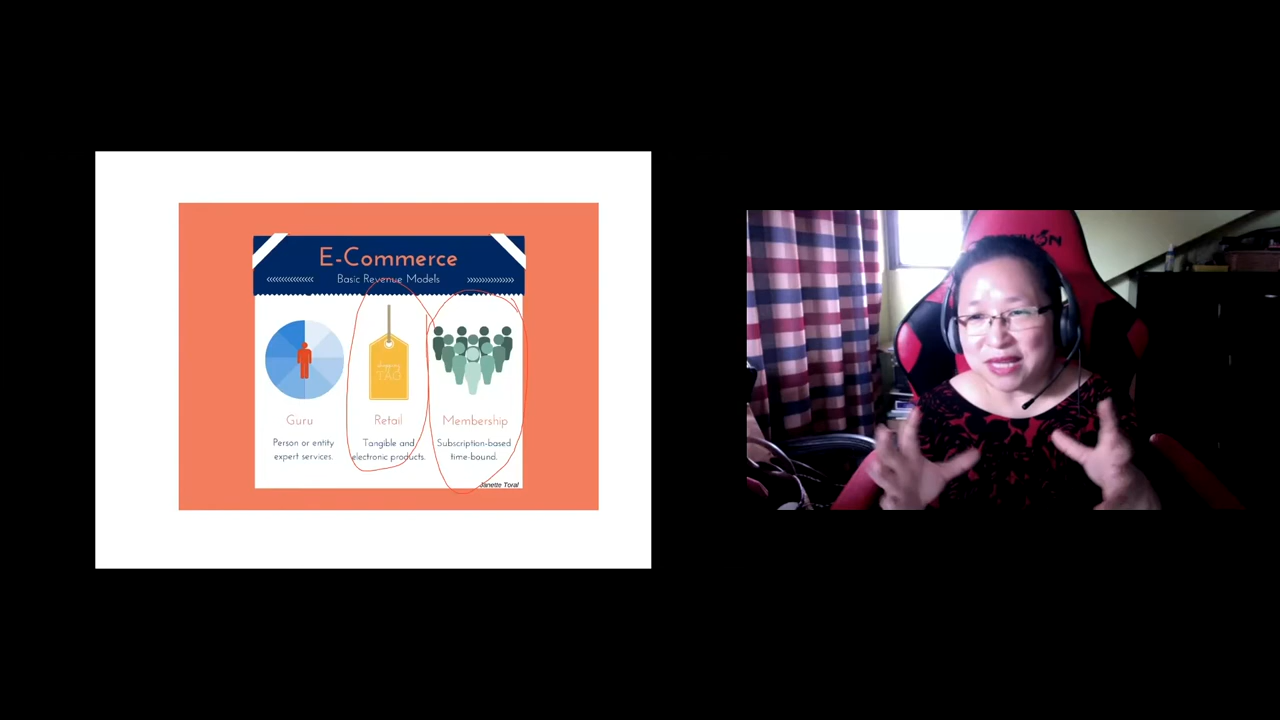 E-Commerce
Basic Revenue Models
Guru
Person or entity
expert services.
Retail
Tangible and
electronic products.
Membership
Subscription-based
time-bound.
Janette Toral